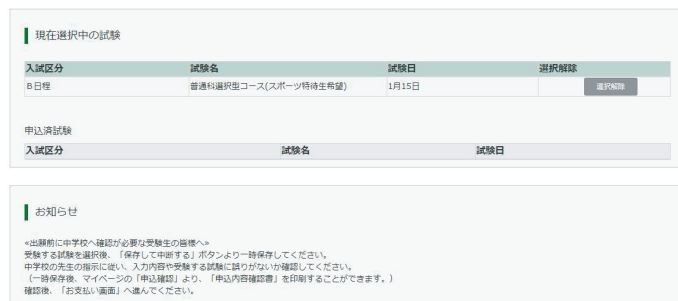 現在選択中の試験
入試区分 試験名 試験日 選択解除
B日程 普通科選択型コース(スポーツ特待生希望) 1月15日 選択解除
申込済試験
入試区分 試験名 試験日
お知らせ
«出願前に中学校へ確認が必要な受験生の皆様へ»
受験する試験を選択後、「保存して中断する」ボタンより一時保存してください。
中学校の先生の指示に従い、入力内容や受験する試験に誤りがないか確認してください。
(一時保存後、マイページの「申込確認」より、「申込内容確認書」を印刷することができます。)
確認後、「お支払い画面」へ進んでください。